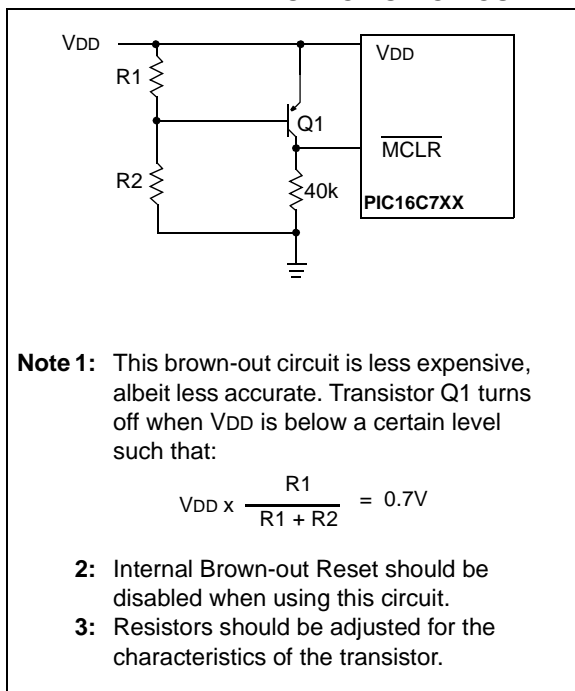 VDD
VDD
R1
Q1
MCLR
R2
40k
PIC16C7XX
Note 1: This brown-out circuit is less expensive,
albeit less accurate. Transistor Q1 turns
off when VDD is below a certain level
such that:
VDD x R1 / R1 + R2 = 0.7V
2: Internal Brown-out Reset should be
disabled when using this circuit.
3: Resistors should be adjusted for the
characteristics of the transistor.